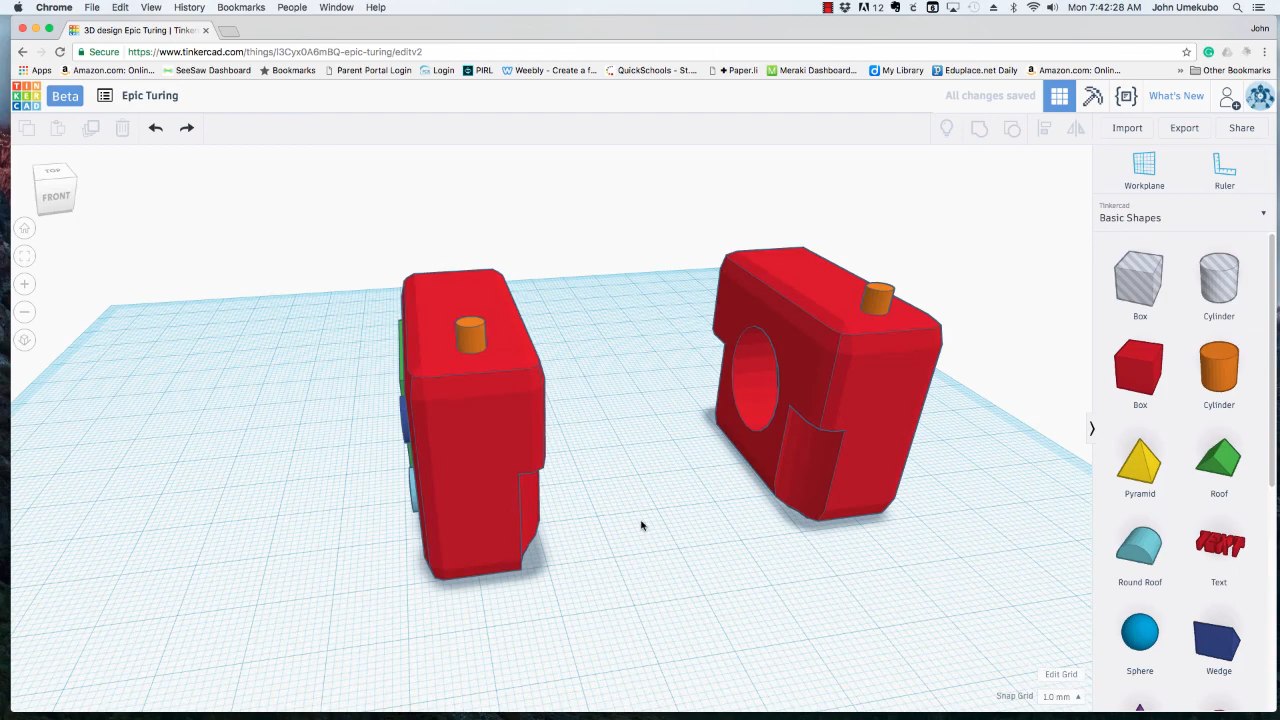 Chrome File Edit View History Bookmarks People Window Help 12 6 Mon 7:42:28 AM John Umekubo
3D design Epic Turing | Tinker John
Secure https://www.tinkercad.com/things/l3Cyx0A6mBQ-epic-turing/editv2
Apps Amazon.com: Onlin... SeeSaw Dashboard Bookmarks Parent Portal Login Login PIRL Weebly - Create a f... QuickSchools - St.... + Paper.li Meraki Dashboard... My Library Eduplace.net Daily Amazon.com: Onlin... » Other Bookmarks
TIN
KER
CAD
Beta Epic Turing All changes saved What's New
Import Export Share
TOP
FRONT
Workplane Ruler
Tinkercad
Basic Shapes
Box Cylinder
Box Cylinder
Pyramid Roof
TEXT
Round Roof Text
Sphere Wedge
Edit Grid
Snap Grid 1.0 mm